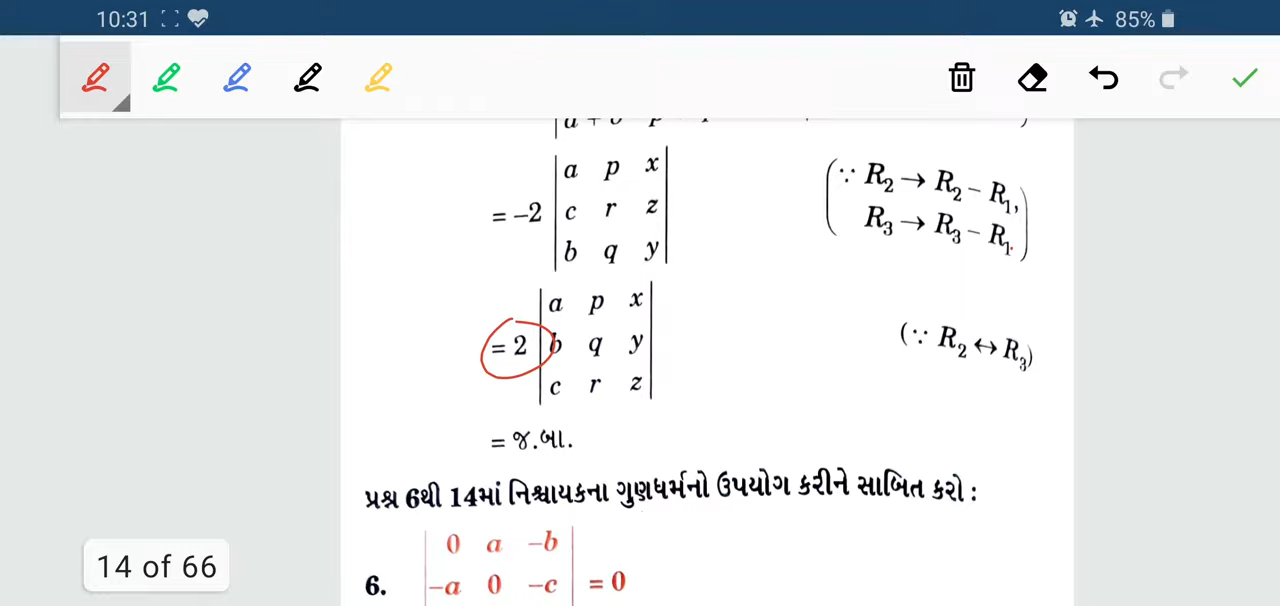 10:31 85%
= –2 | a p x |
| c r z |
| b q y |
(∵ R₂ → R₂ – R₁,
R₃ → R₃ – R₁)
= 2 | a p x |
| b q y |
| c r z |
(∵ R₂ ↔ R₃)
= જ.બા.
પ્રશ્ન 6થી 14માં નિશ્ચાયકના ગુણધર્મનો ઉપયોગ કરીને સાબિત કરો :
6. | 0 a –b |
| –a 0 –c | = 0
14 of 66